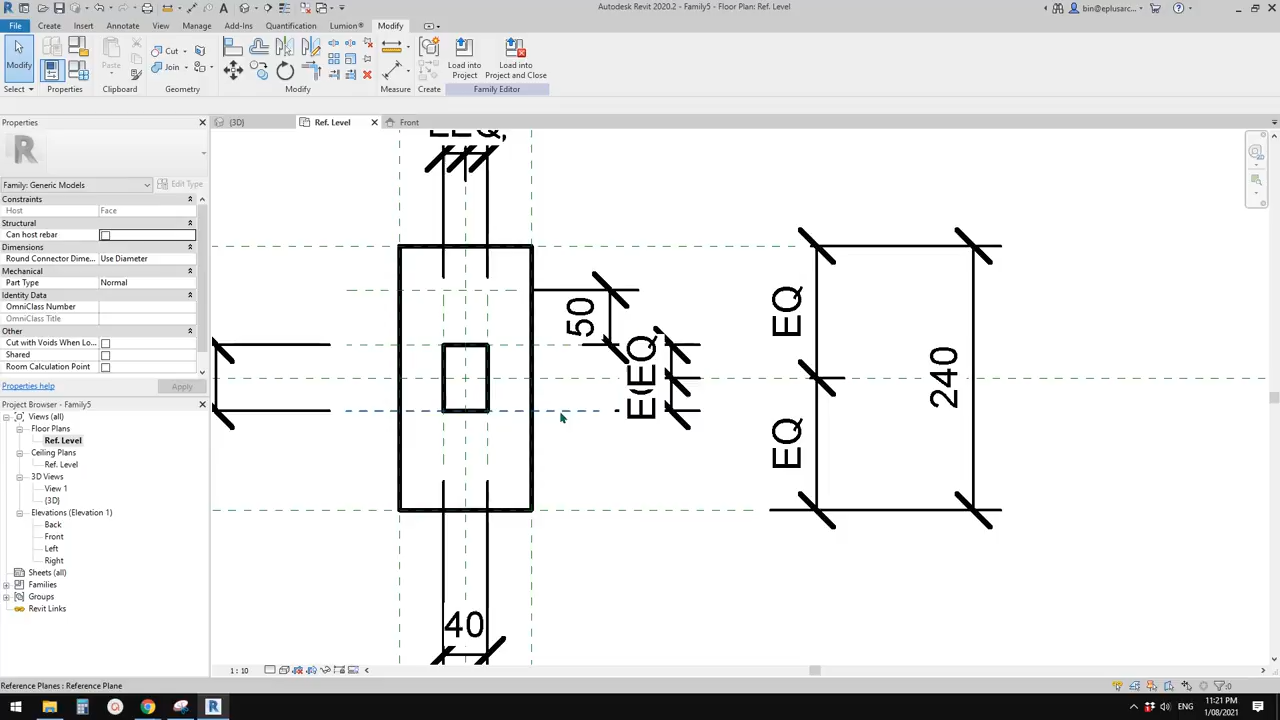 Autodesk Revit 2020.2 - Family5 - Floor Plan: Ref. Level
bin@eplusarc...
File
Create
Insert
Annotate
View
Manage
Add-Ins
Quantification
Lumion®
Modify
Modify
Paste
Cut
Join
Load into
Project
Load into
Project and Close
Select
Properties
Clipboard
Geometry
Modify
Measure
Create
Family Editor
Properties
{3D}
Ref. Level
Front
R
Family: Generic Models
Edit Type
Constraints
Host
Face
Structural
Can host rebar
Dimensions
Round Connector Dime...
Use Diameter
Mechanical
Part Type
Normal
Identity Data
OmniClass Number
OmniClass Title
Other
Cut with Voids When Lo...
Shared
Room Calculation Point
Properties help
Apply
Project Browser - Family5
Views (all)
Floor Plans
Ref. Level
Ceiling Plans
Ref. Level
3D Views
View 1
{3D}
Elevations (Elevation 1)
Back
Front
Left
Right
Sheets (all)
Families
Groups
Revit Links
50
EQ
EQ
EQ
240
40
1 : 10
Reference Planes : Reference Plane
:0
ENG
11:21 PM
1/08/2021